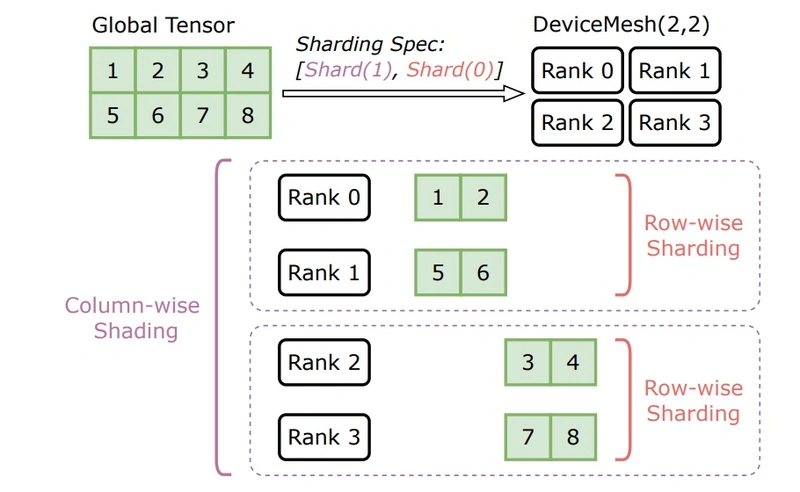 Global Tensor
Sharding Spec:
[Shard(1), Shard(0)]
DeviceMesh(2,2)
1 2 3 4
5 6 7 8
Rank 0 Rank 1
Rank 2 Rank 3
Column-wise
Shading
Rank 0 1 2
Rank 1 5 6
Row-wise
Sharding
Rank 2 3 4
Rank 3 7 8
Row-wise
Sharding